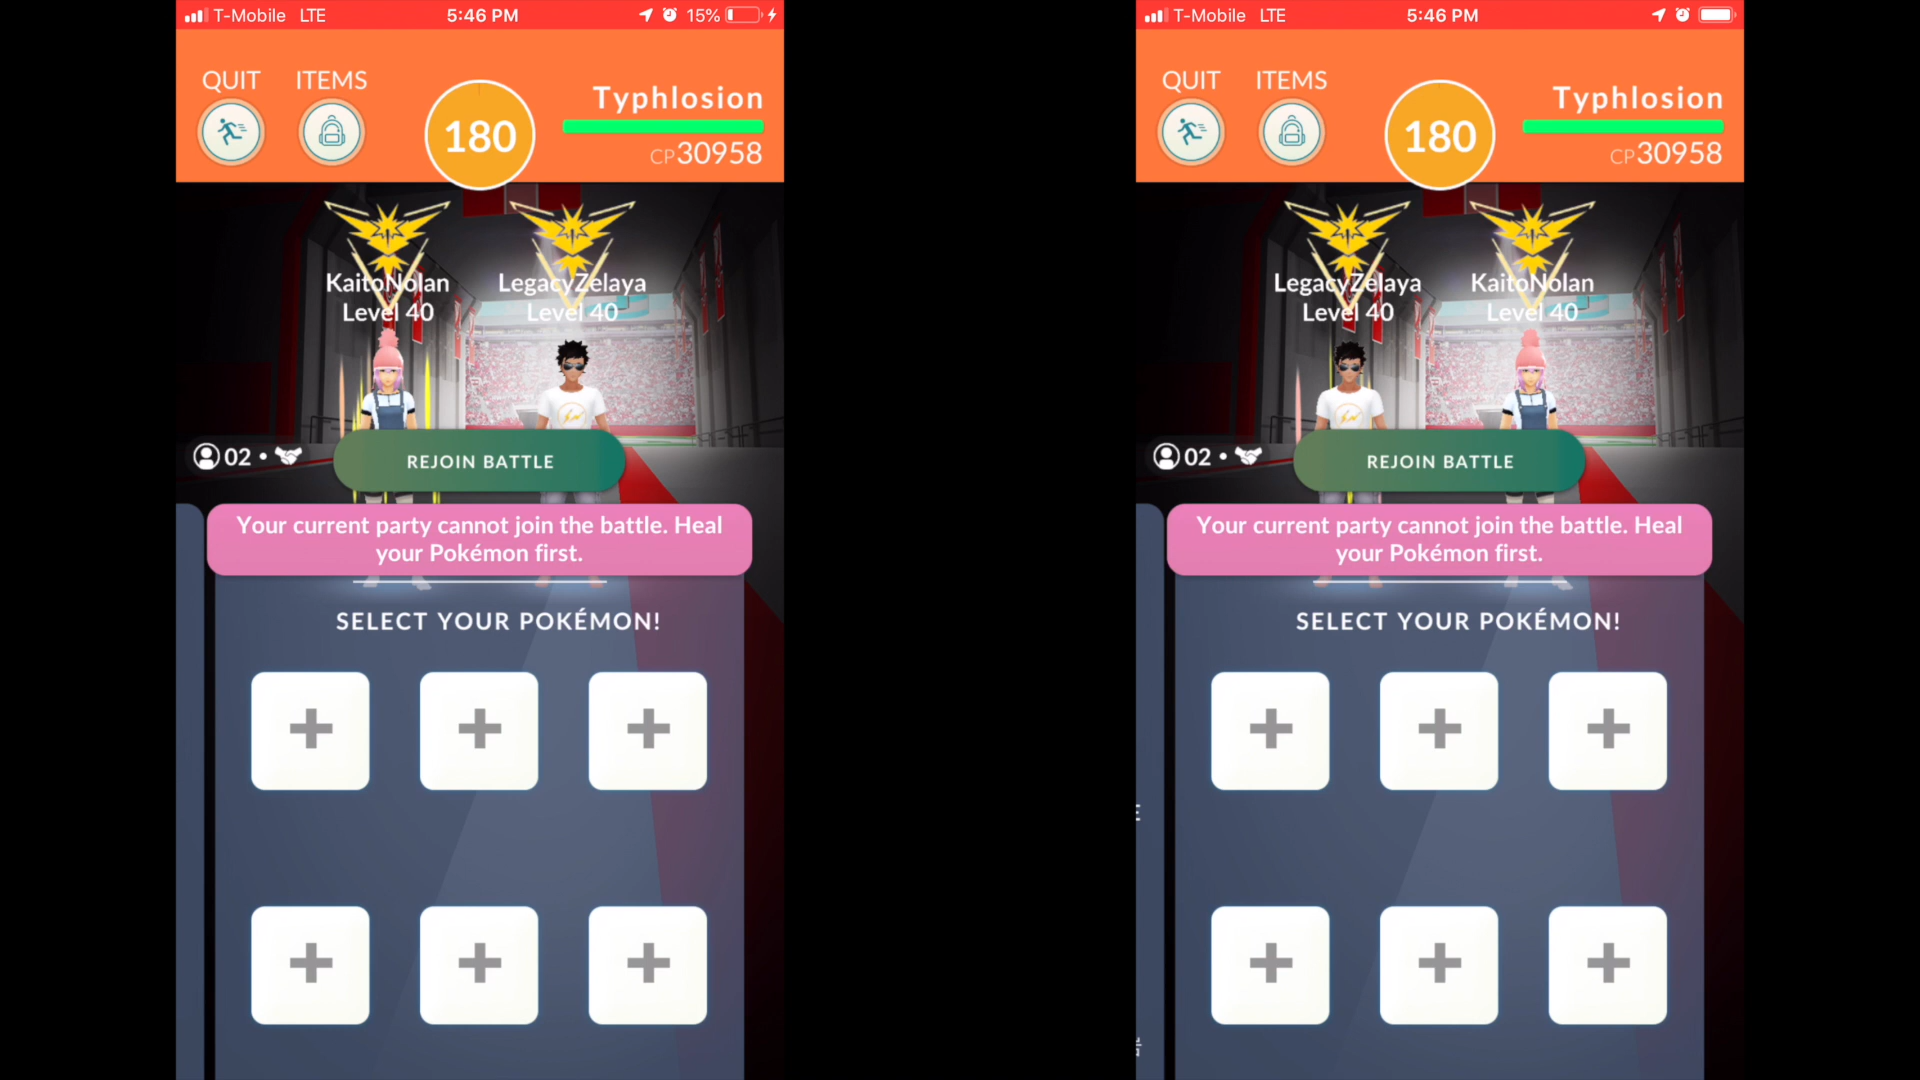 T-Mobile LTE 5:46 PM 15%
QUIT ITEMS
180
Typhlosion
CP30958
KaitoNolan
Level 40
LegacyZelaya
Level 40
02 •
REJOIN BATTLE
Your current party cannot join the battle. Heal
your Pokémon first.
SELECT YOUR POKÉMON!
T-Mobile LTE 5:46 PM
QUIT ITEMS
180
Typhlosion
CP30958
LegacyZelaya
Level 40
KaitoNolan
Level 40
02 •
REJOIN BATTLE
Your current party cannot join the battle. Heal
your Pokémon first.
SELECT YOUR POKÉMON!